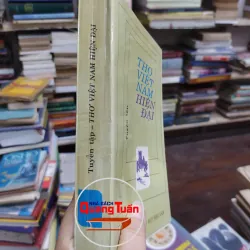 Tuyển tập - THƠ VIỆT NAM HIỆN ĐẠI
THƠ
VIỆT NAM
HIỆN
ĐẠI
NHÀ SÁCH
Quang Tuấn